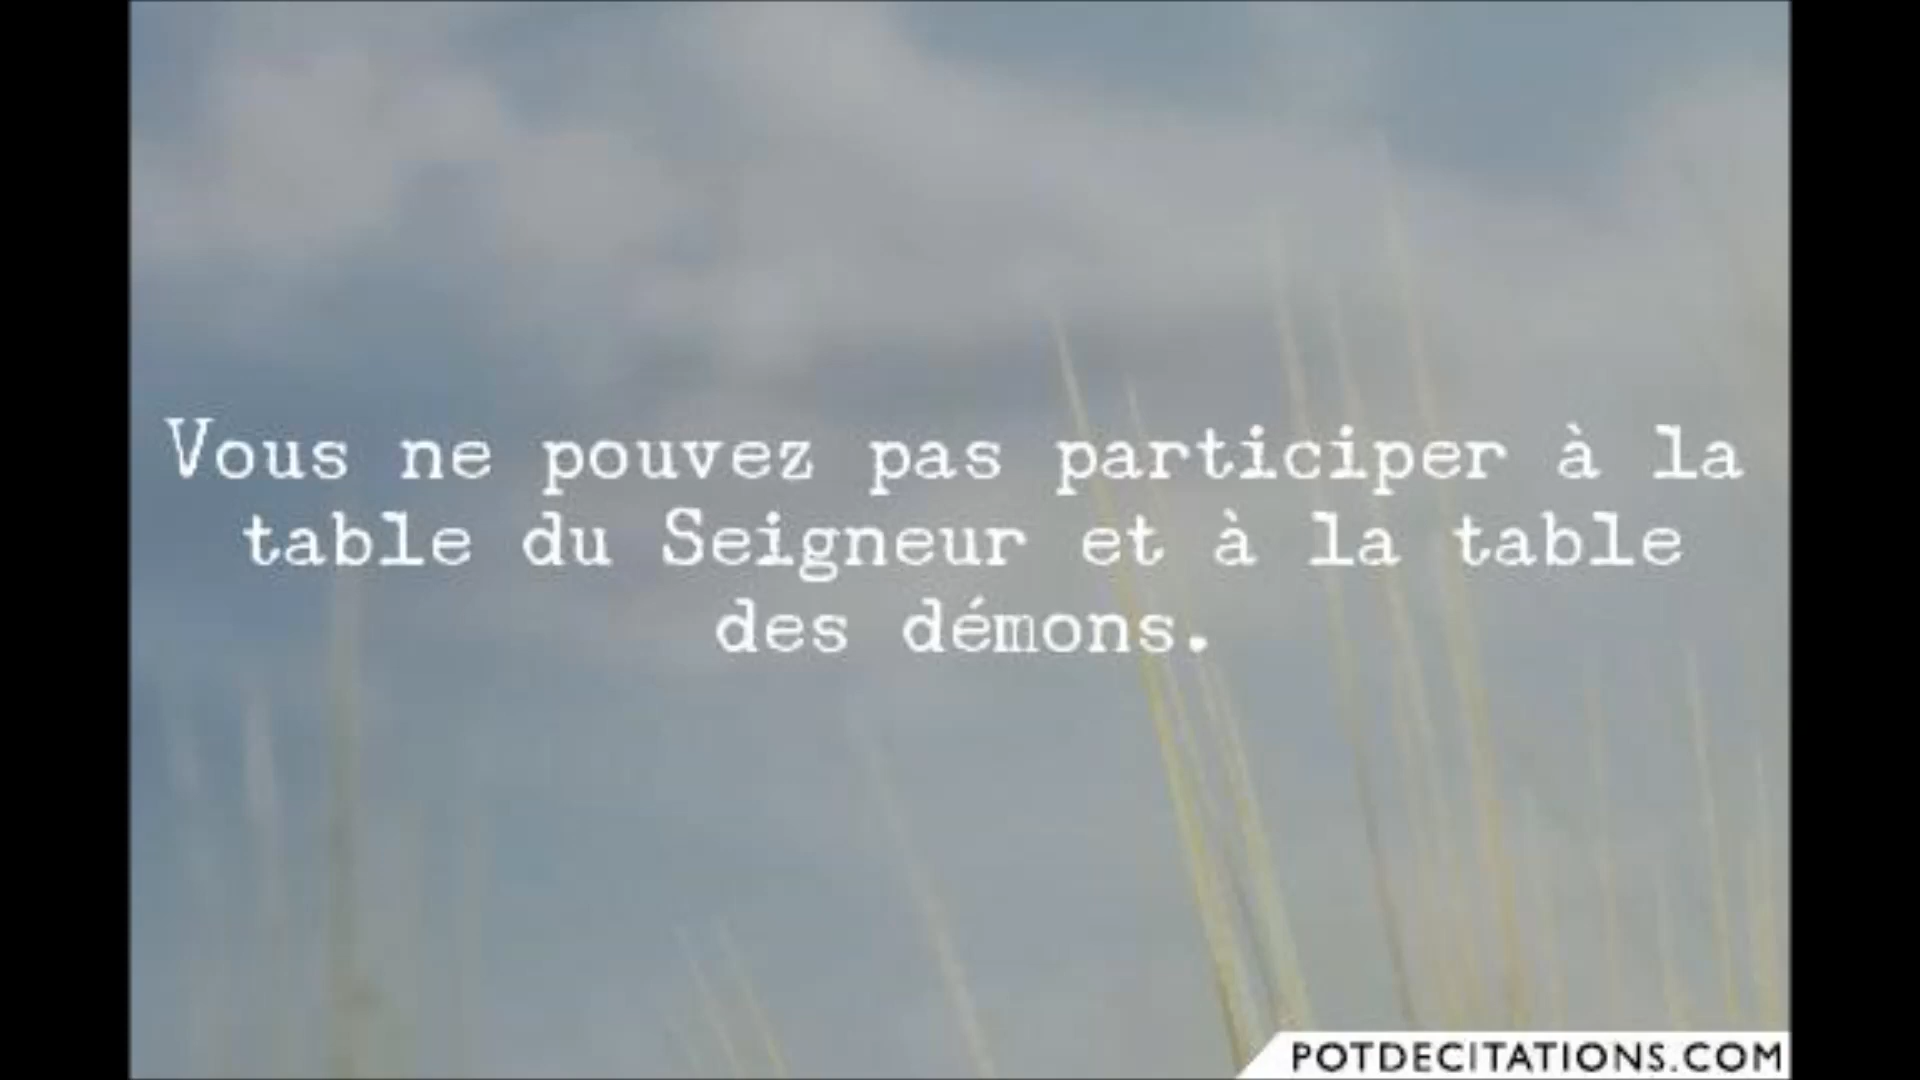 Vous ne pouvez pas participer à la
table du Seigneur et à la table
des démons.
POTDECITATIONS.COM